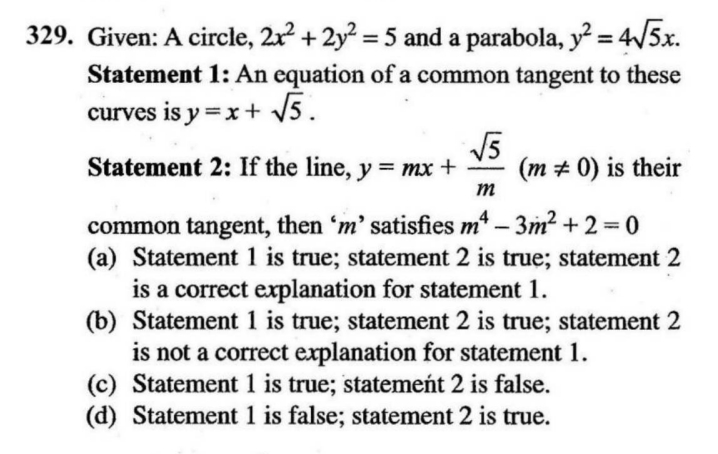 329. Given: A circle, 2x² + 2y² = 5 and a parabola, y² = 4√5x.
Statement 1: An equation of a common tangent to these
curves is y = x + √5 .
Statement 2: If the line, y = mx + √5/m (m ≠ 0) is their
common tangent, then ‘m’ satisfies m⁴ – 3m² + 2 = 0
(a) Statement 1 is true; statement 2 is true; statement 2
is a correct explanation for statement 1.
(b) Statement 1 is true; statement 2 is true; statement 2
is not a correct explanation for statement 1.
(c) Statement 1 is true; statement 2 is false.
(d) Statement 1 is false; statement 2 is true.